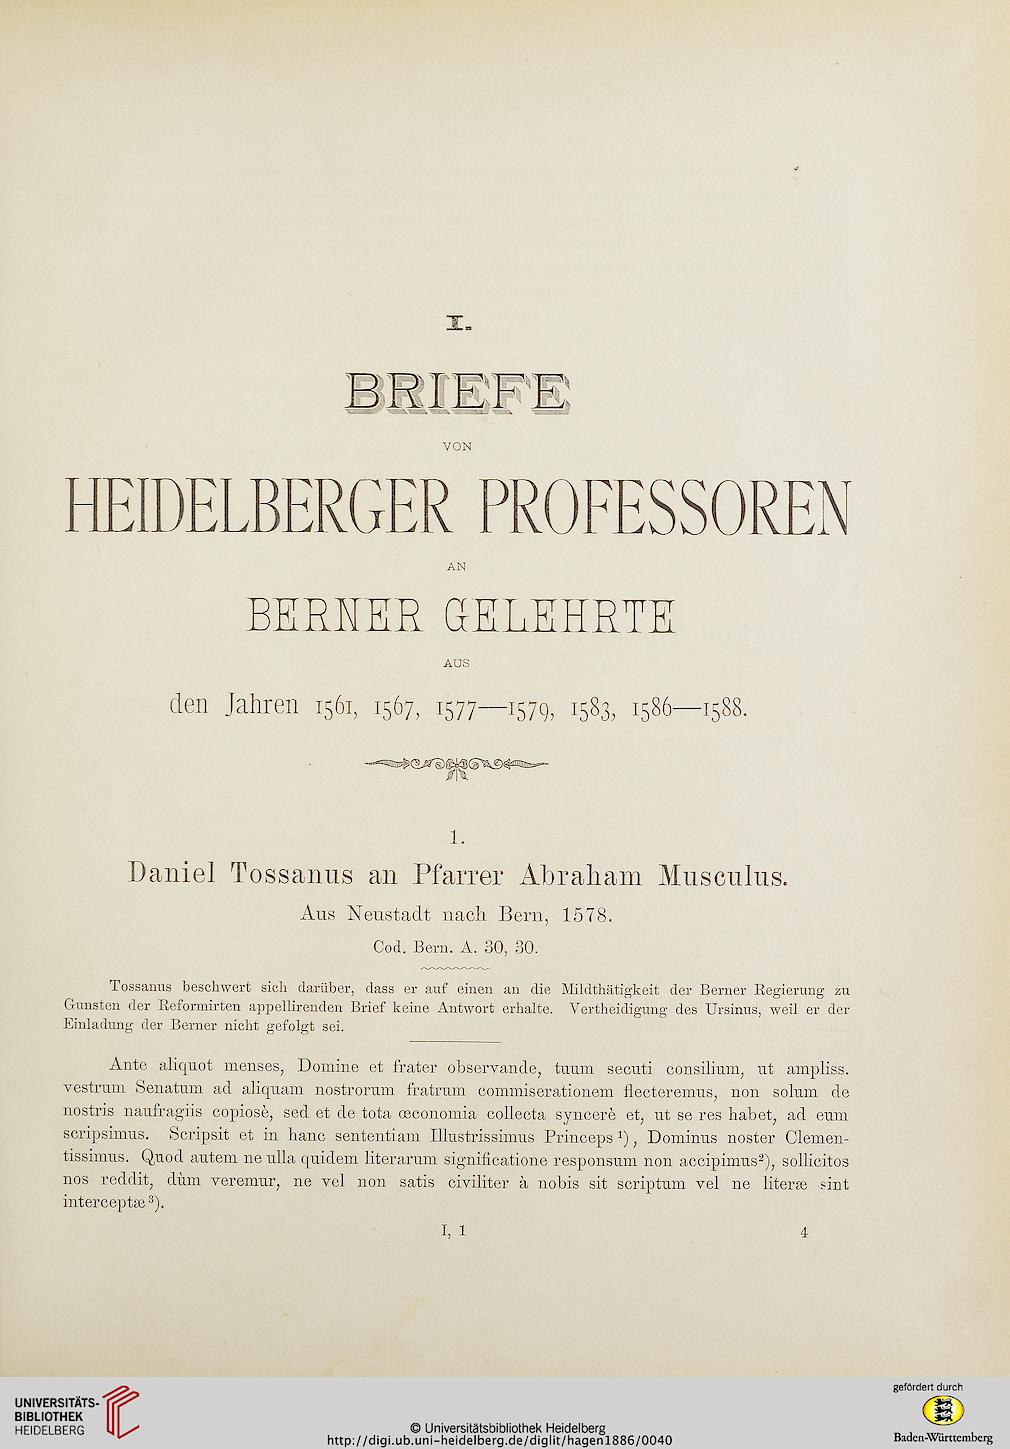 I.
BRIEFE
VON
HEIDELBERGER PROFESSOREN
AN
BERNER GELEHRTE
AUS
den Jahren 1561, 1567, 1577—1579, 1583, 1586—1588.
1.
Daniel Tossanus an Pfarrer Abraham Musculus.
Aus Neustadt nach Bern, 1578.
Cod. Bern. A. 30, 30.
Tossanus beschwert sich darüber, dass er auf einen an die Mildthätigkeit der Berner Regierung zu
Gunsten der Reformirten appellirenden Brief keine Antwort erhalte. Vertheidigung des Ursinus, weil er der
Einladung der Berner nicht gefolgt sei.
Ante aliquot menses, Domine et frater observande, tuum secuti consilium, ut ampliss.
vestrum Senatum ad aliquam nostrorum fratrum commiserationem flecteremus, non solum de
nostris naufragiis copiosè, sed et de tota œconomia collecta syncerè et, ut se res habet, ad eum
scripsimus. Scripsit et in hanc sententiam Illustrissimus Princeps¹), Dominus noster Clemen-
tissimus. Quod autem ne ulla quidem literarum significatione responsum non accipimus²), sollicitos
nos reddit, dùm veremur, ne vel non satis civiliter à nobis sit scriptum vel ne literæ sint
interceptæ³).
I, 1 4
UNIVERSITÄTS-
BIBLIOTHEK
HEIDELBERG
© Universitätsbibliothek Heidelberg
http://digi.ub.uni-heidelberg.de/diglit/hagen1886/0040
gefördert durch
Baden-Württemberg